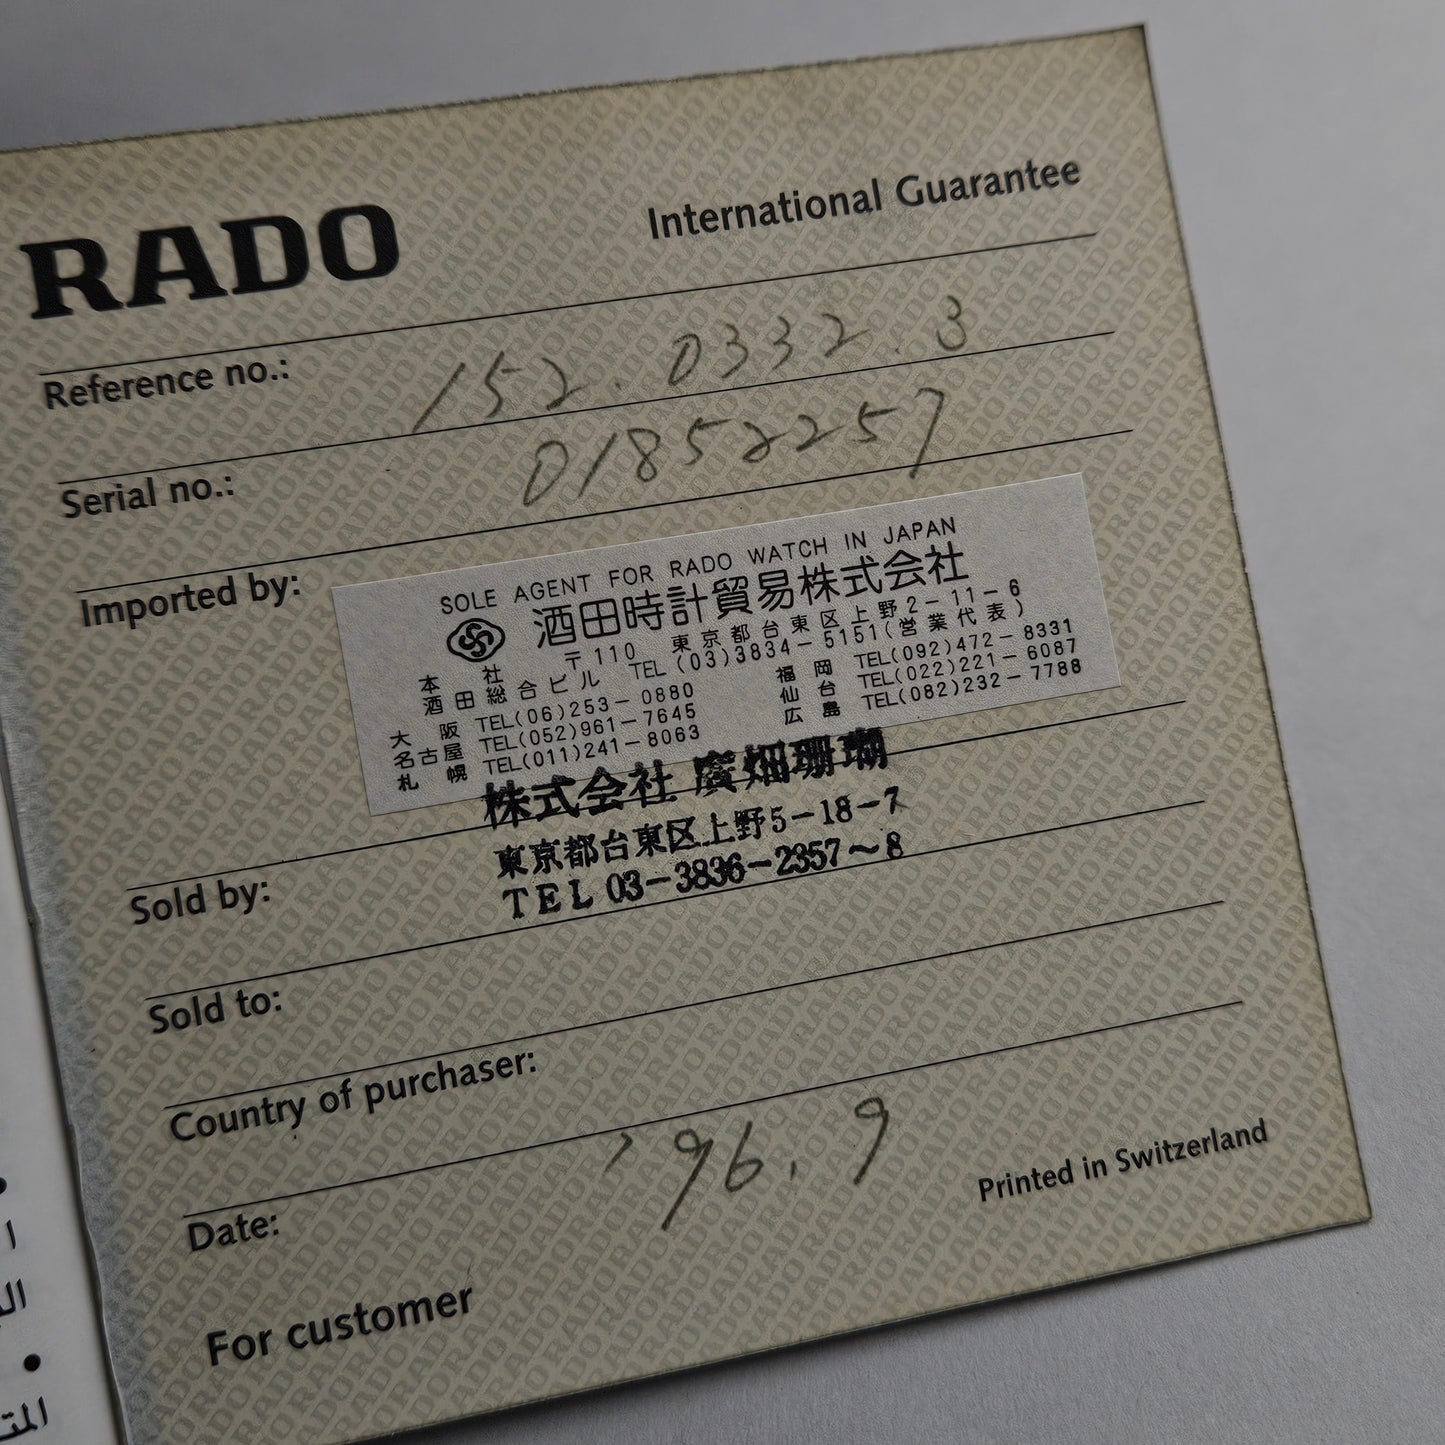 RADO
International Guarantee
Reference no.: 152.0332.3
Serial no.: 01852257
Imported by:
SOLE AGENT FOR RADO WATCH IN JAPAN
酒田時計貿易株式会社
本社 〒110 東京都台東区上野2-11-6
酒田総合ビル TEL (03)3834-5151(営業代表)
大阪 TEL(06)253-0880 福岡 TEL(092)472-8331
名古屋 TEL(052)961-7645 仙台 TEL(022)221-6087
札幌 TEL(011)241-8063 広島 TEL(082)232-7788
株式会社 廣畑珊瑚
東京都台東区上野5-18-7
TEL 03-3836-2357~8
Sold by:
Sold to:
Country of purchaser:
Date: '96.9
Printed in Switzerland
For customer